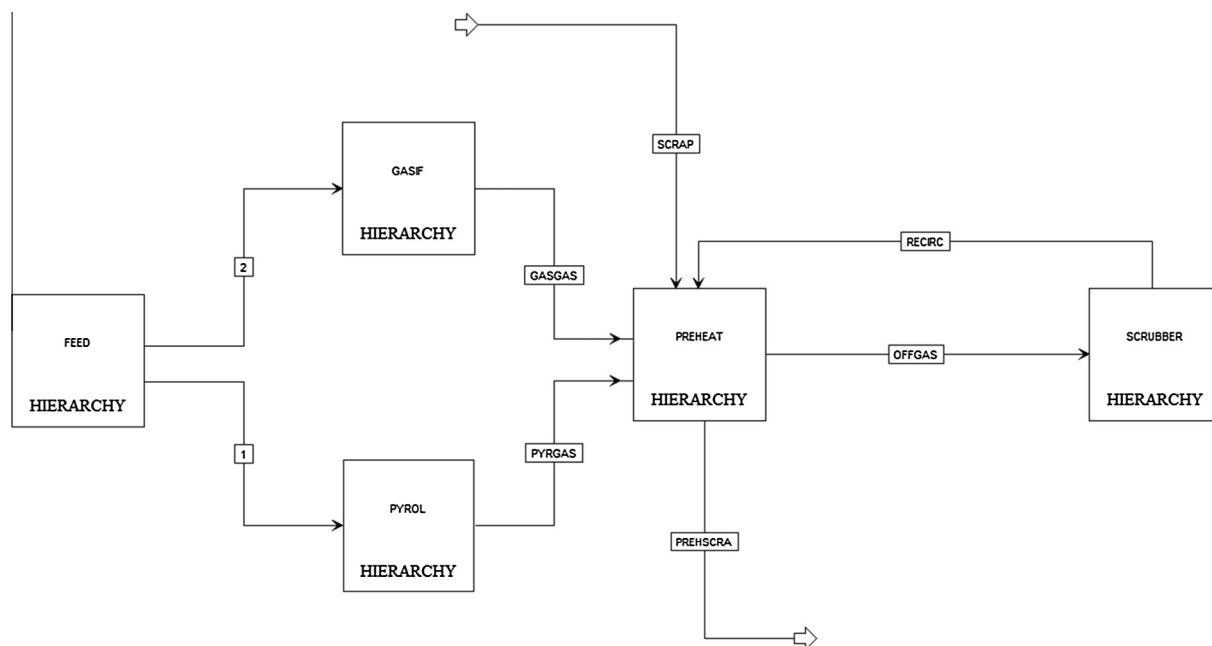 SCRAP
GASIF
HIERARCHY
RECIRC
2
GASGAS
FEED
HIERARCHY
PREHEAT
HIERARCHY
OFFGAS
SCRUBBER
HIERARCHY
1
PYRGAS
PYROL
HIERARCHY
PREHSCRA